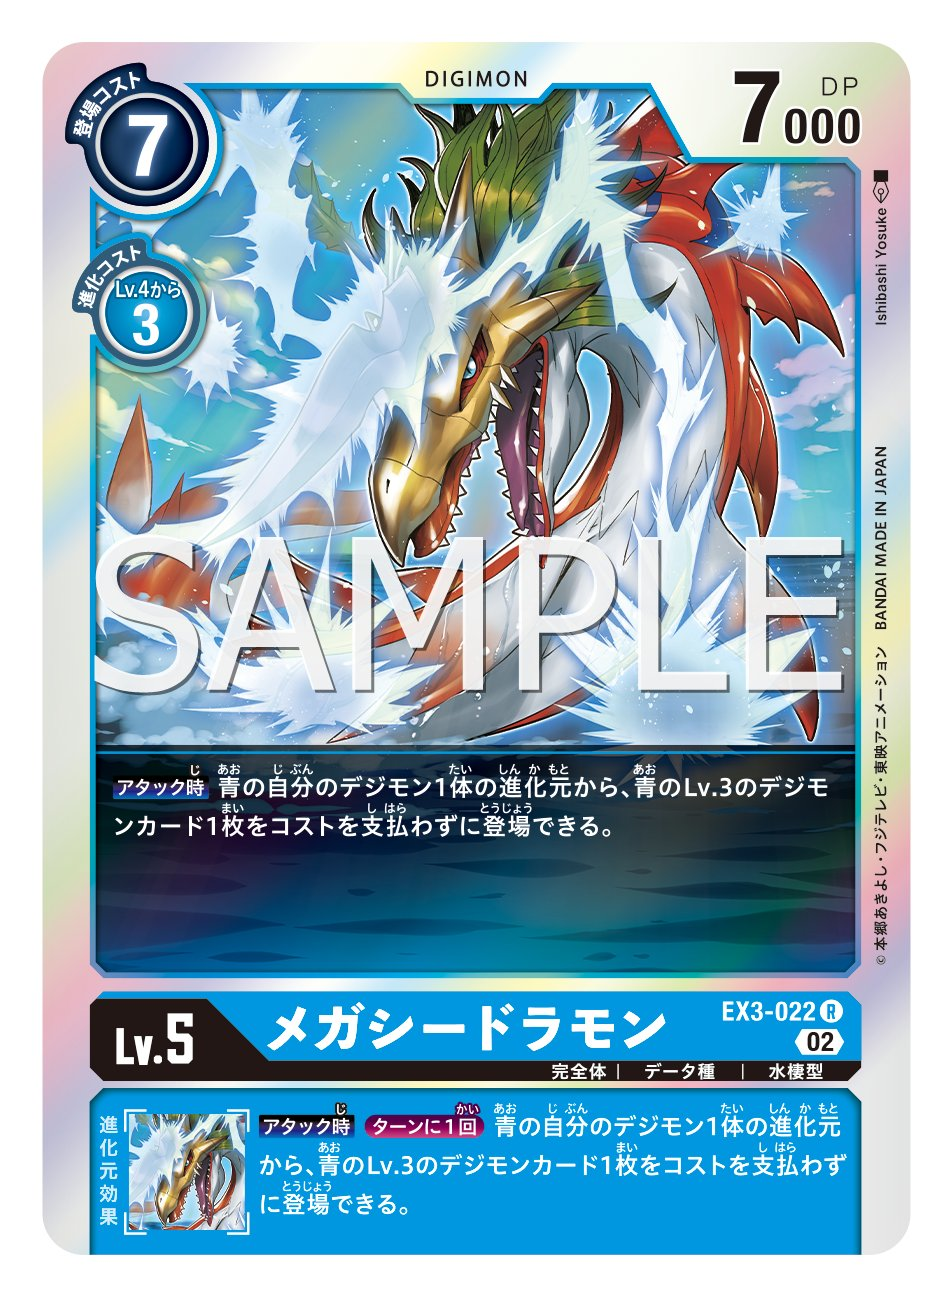 DIGIMON
登場コスト
7
7000
DP
進化コスト
Lv.4から
3
Ishibashi Yosuke
BANDAI MADE IN JAPAN
©本郷あきよし・フジテレビ・東映アニメーション
SAMPLE
アタック時 青の自分のデジモン1体の進化元から、青のLv.3のデジモ
ンカード1枚をコストを支払わずに登場できる。
Lv.5
メガシードラモン
EX3-022 R
02
完全体 | データ種 | 水棲型
進化元効果
アタック時 ターンに1回 青の自分のデジモン1体の進化元
から、青のLv.3のデジモンカード1枚をコストを支払わず
に登場できる。